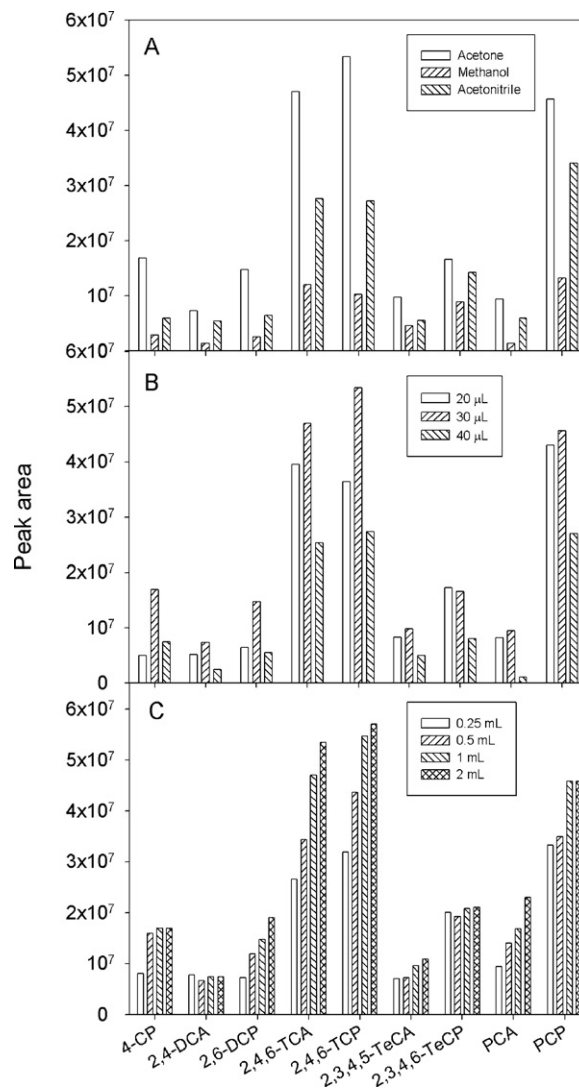 Peak area
A
Acetone
Methanol
Acetonitrile
6x10⁷
5x10⁷
4x10⁷
3x10⁷
2x10⁷
10⁷
6x10⁷
B
20 μL
30 μL
40 μL
5x10⁷
4x10⁷
3x10⁷
2x10⁷
10⁷
0
C
0.25 mL
0.5 mL
1 mL
2 mL
6x10⁷
5x10⁷
4x10⁷
3x10⁷
2x10⁷
10⁷
0
4-CP
2,4-DCA
2,6-DCP
2,4,6-TCA
2,4,6-TCP
2,3,4,5-TeCA
2,3,4,6-TeCP
PCA
PCP